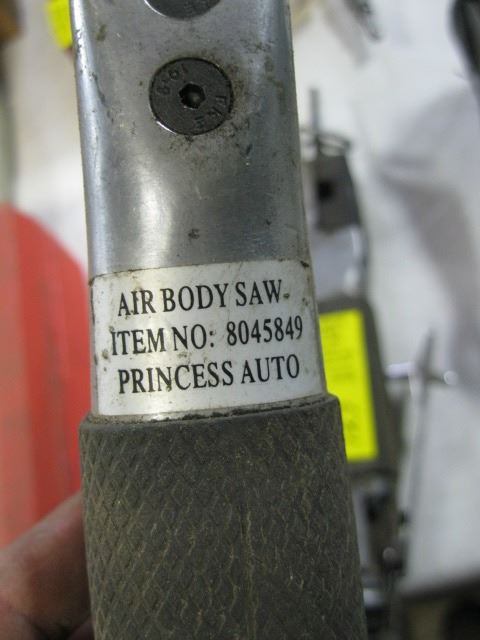 AIR BODY SAW
ITEM NO: 8045849
PRINCESS AUTO